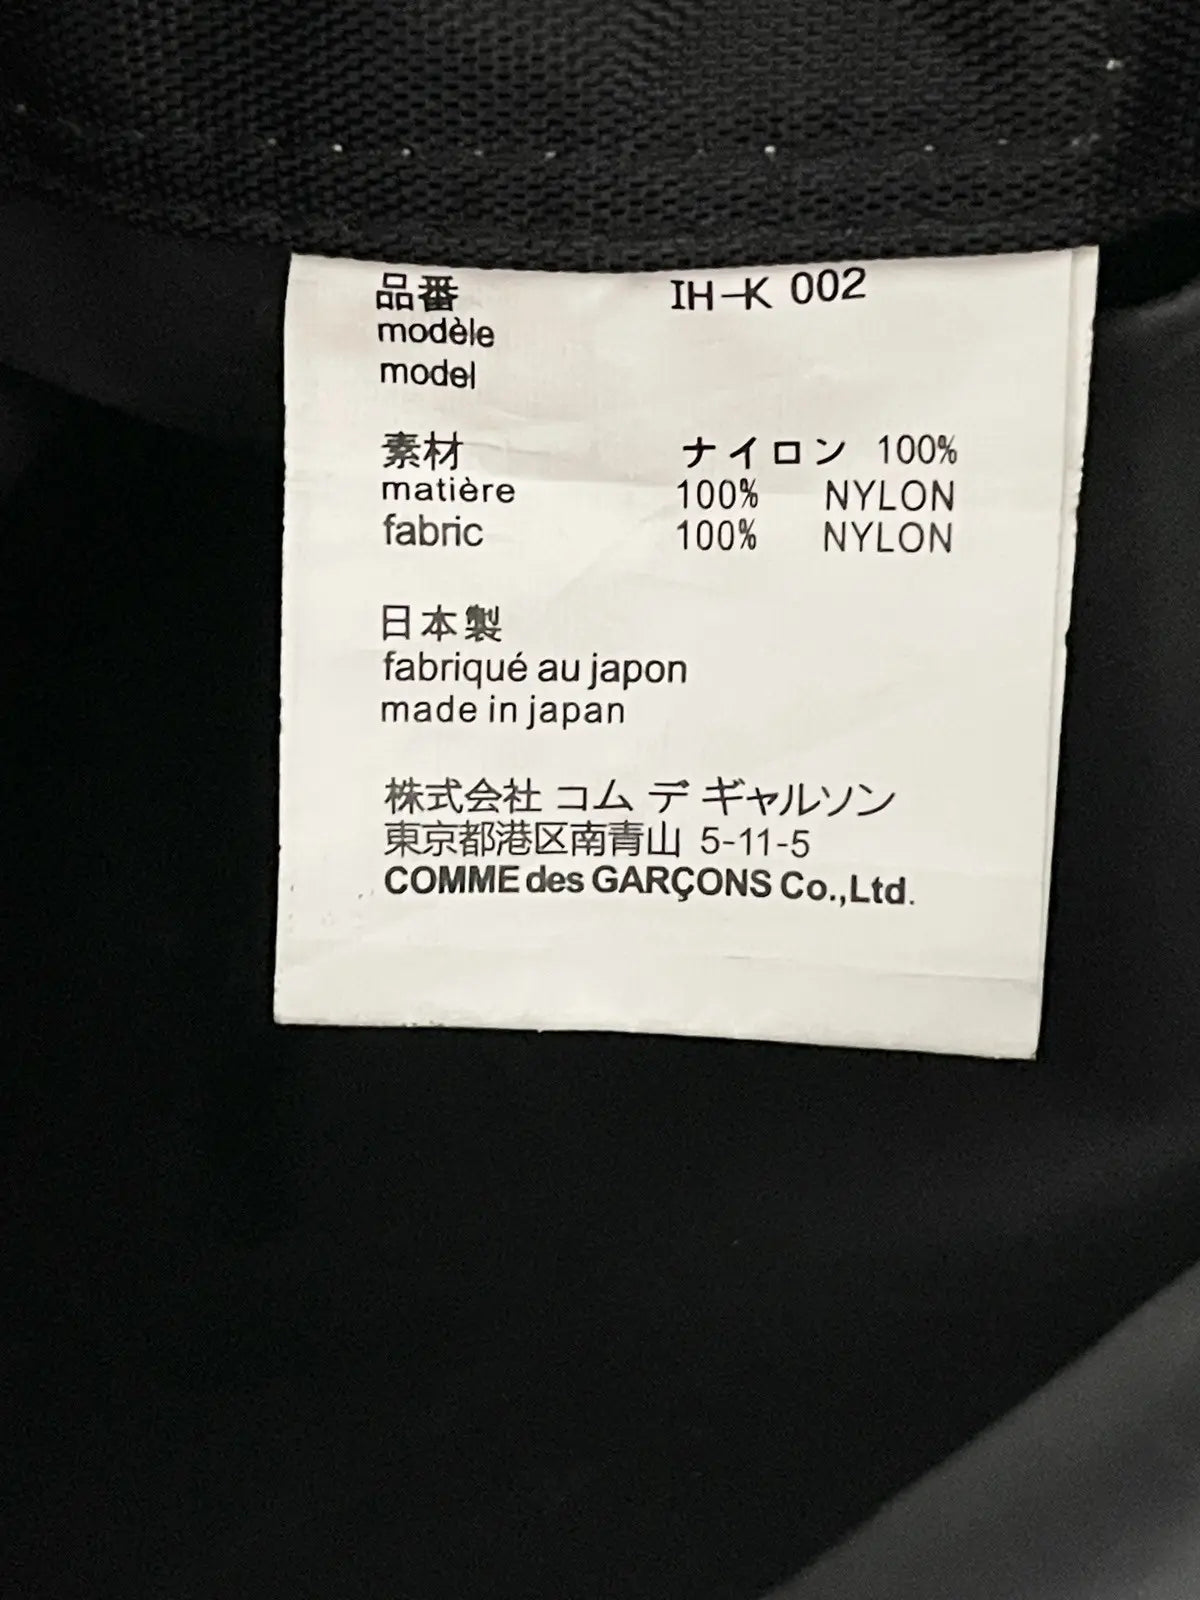 品番 IH-K 002
modèle
model
素材 ナイロン 100%
matière 100% NYLON
fabric 100% NYLON
日本製
fabriqué au japon
made in japan
株式会社 コム デ ギャルソン
東京都港区南青山 5-11-5
COMME des GARÇONS Co.,Ltd.